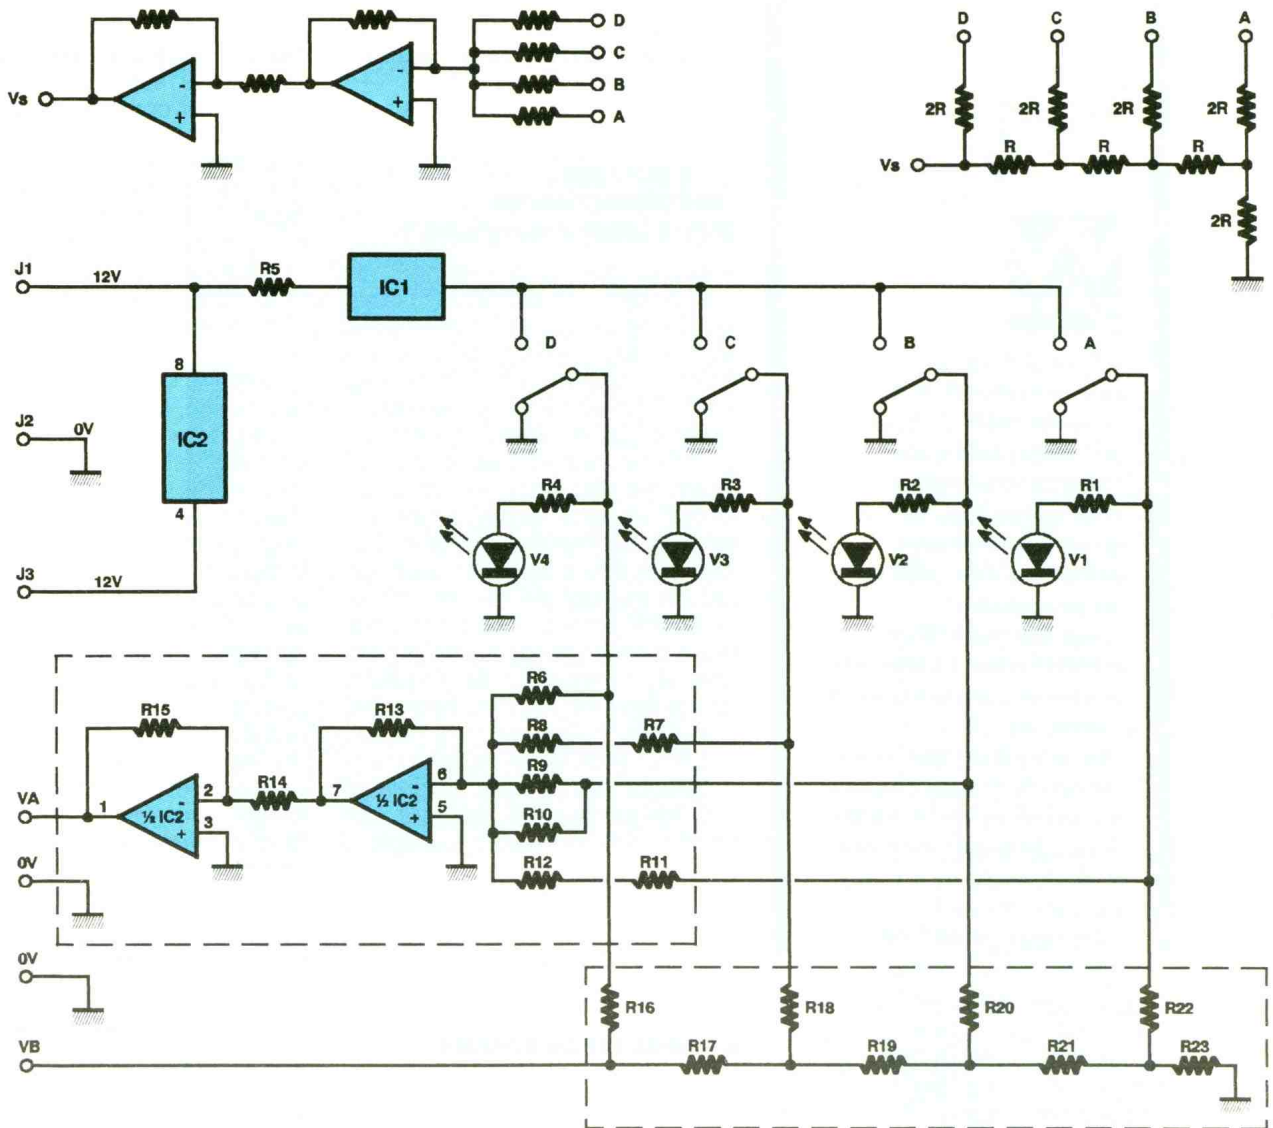 D
C
B
A
Vs
-
+
-
+
D
C
B
A
2R
2R
2R
2R
Vs
R
R
R
2R
J1
12V
R5
IC1
D
C
B
A
8
IC2
4
J2
0V
J3
12V
R4
R3
R2
R1
V4
V3
V2
V1
R6
R15
R13
R8
R7
R9
6
-
5
+
7
½ IC2
R14
2
-
3
+
1
½ IC2
VA
R10
R12
R11
0V
0V
R16
R18
R20
R22
VB
R17
R19
R21
R23